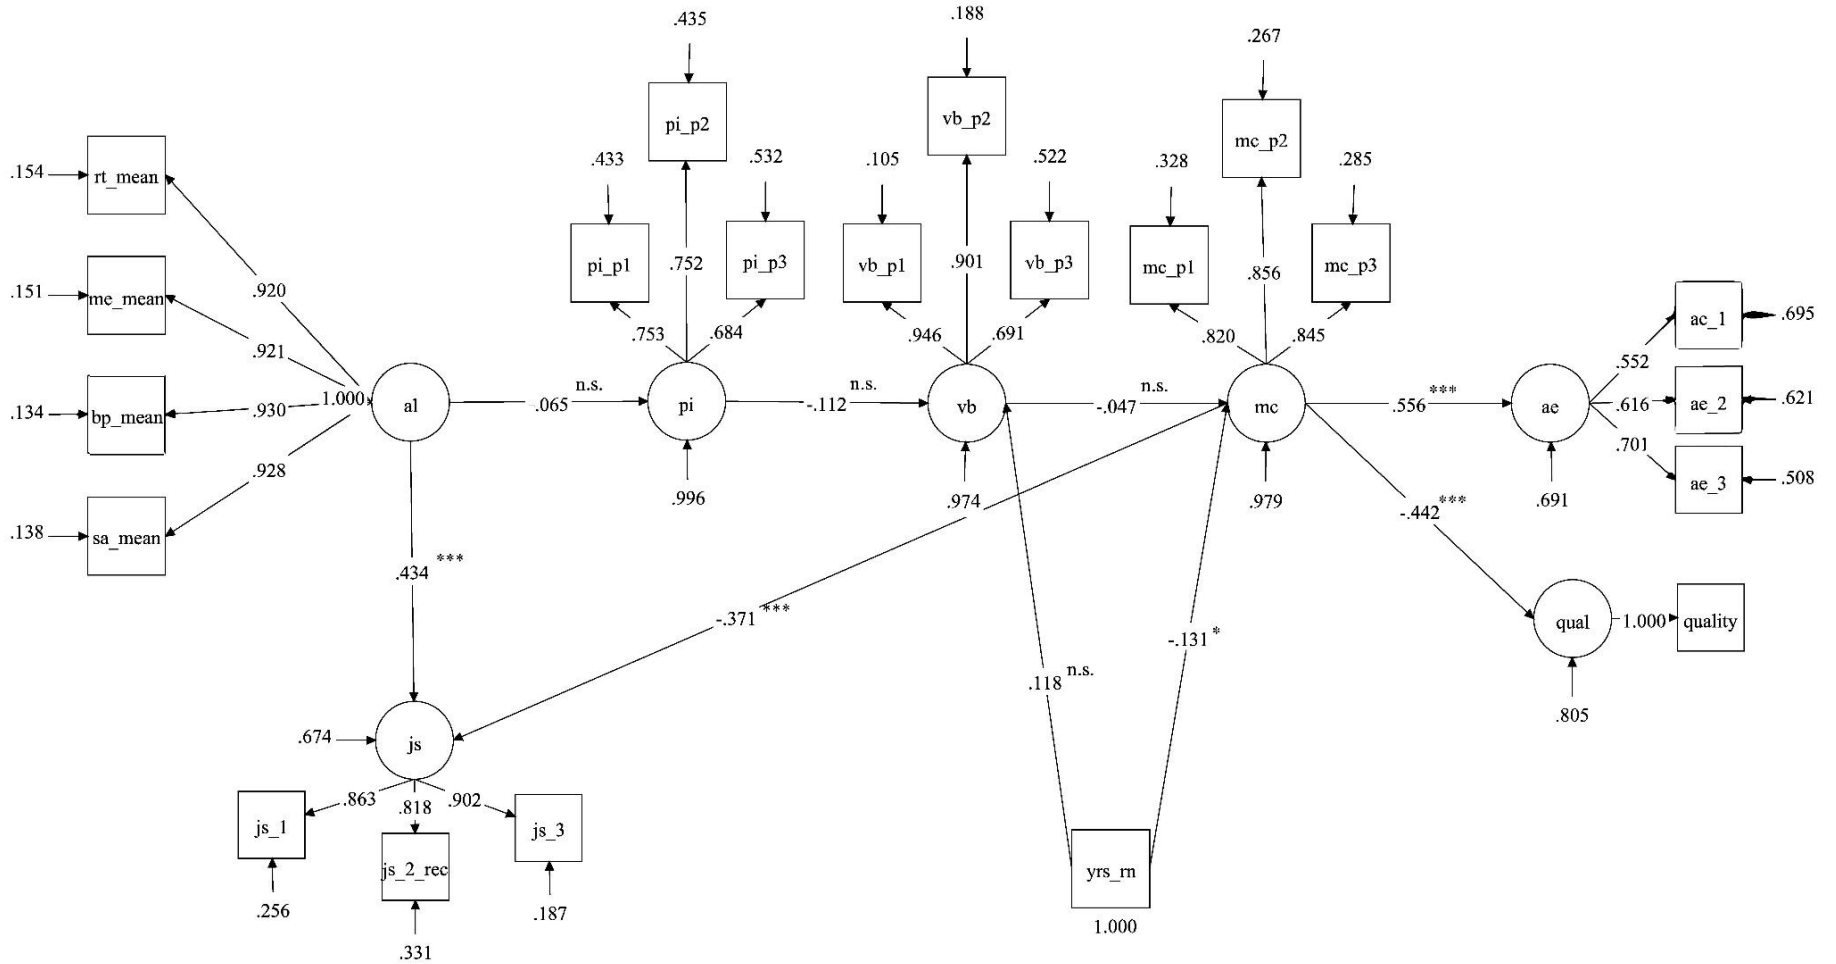 .435
.188
.267
pi_p2
vb_p2
mc_p2
.154
rt_mean
.433
.532
.105
.522
.328
.285
pi_p1
.752
pi_p3
vb_p1
.901
vb_p3
mc_p1
.856
mc_p3
.151
me_mean
.920
.753
.684
.946
.691
.820
.845
ac_1
.695
.921
.552
1.000
al
n.s.
-.065
pi
n.s.
-.112
vb
n.s.
-.047
mc
***
.556
ae
.616
ae_2
.621
.134
bp_mean
.930
.701
.928
.996
.974
.979
.691
ae_3
.508
.138
sa_mean
-.442***
.434 ***
-.371***
-.131*
qual
1.000
quality
.118 n.s.
.805
.674
js
.863
.818
.902
js_1
js_2_rec
js_3
yrs_rn
.256
.187
1.000
.331